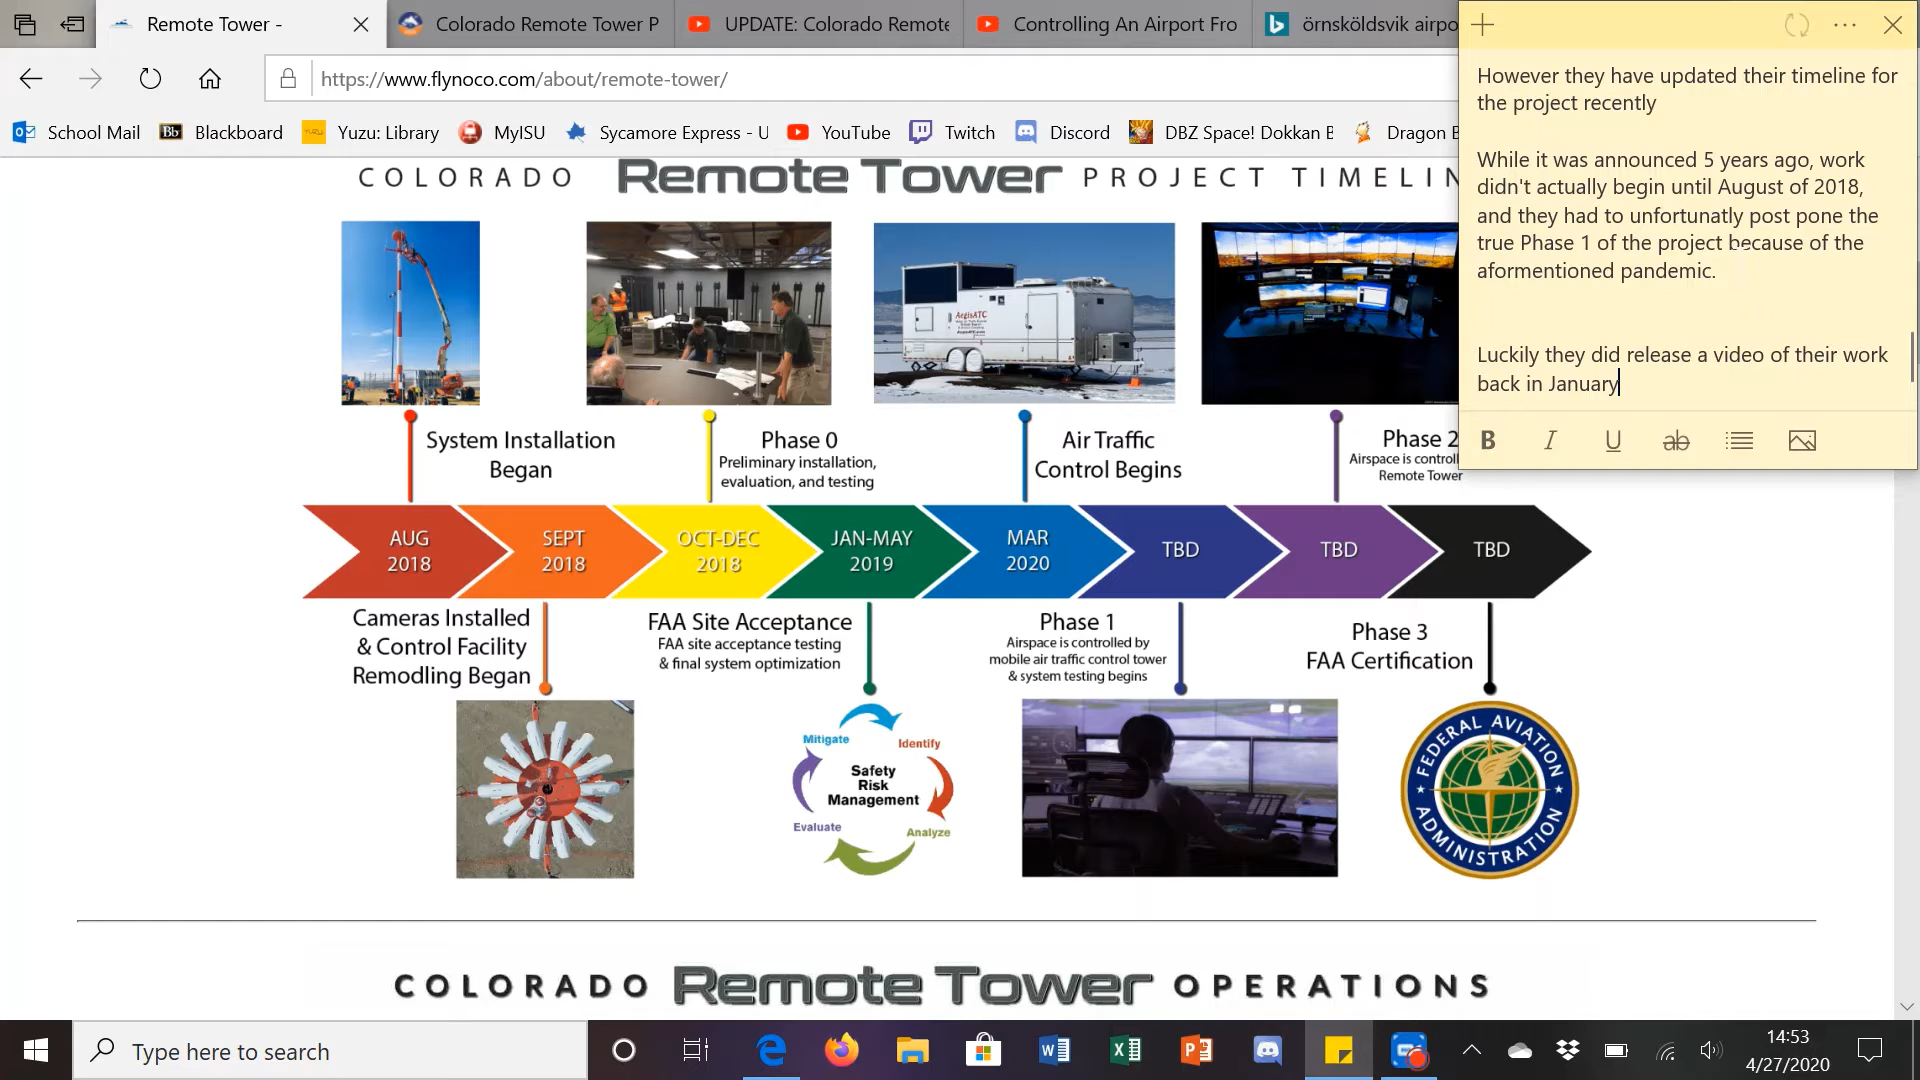 Remote Tower -
Colorado Remote Tower P
UPDATE: Colorado Remote
Controlling An Airport Fro
örnsköldsvik airpo
https://www.flynoco.com/about/remote-tower/
School Mail
Bb
Blackboard
YUZU
Yuzu: Library
MyISU
Sycamore Express - U
YouTube
Twitch
Discord
DBZ Space! Dokkan B
Dragon B
However they have updated their timeline for
the project recently
While it was announced 5 years ago, work
didn't actually begin until August of 2018,
and they had to unfortunatly post pone the
true Phase 1 of the project because of the
aformentioned pandemic.
Luckily they did release a video of their work
back in January
B I U ab
COLORADO Remote Tower PROJECT TIMELIN
AegisATC
System Installation
Began
Phase 0
Preliminary installation,
evaluation, and testing
Air Traffic
Control Begins
Phase 2
Airspace is control
Remote Tower
AUG
2018
SEPT
2018
OCT-DEC
2018
JAN-MAY
2019
MAR
2020
TBD
TBD
TBD
Cameras Installed
& Control Facility
Remodling Began
FAA Site Acceptance
FAA site acceptance testing
& final system optimization
Phase 1
Airspace is controlled by
mobile air traffic control tower
& system testing begins
Phase 3
FAA Certification
Mitigate
Identify
Safety
Risk
Management
Evaluate
Analyze
FEDERAL AVIATION
ADMINISTRATION
COLORADO Remote Tower OPERATIONS
Type here to search
14:53
4/27/2020